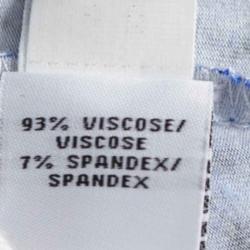 93% VISCOSE/
VISCOSE
7% SPANDEX/
SPANDEX